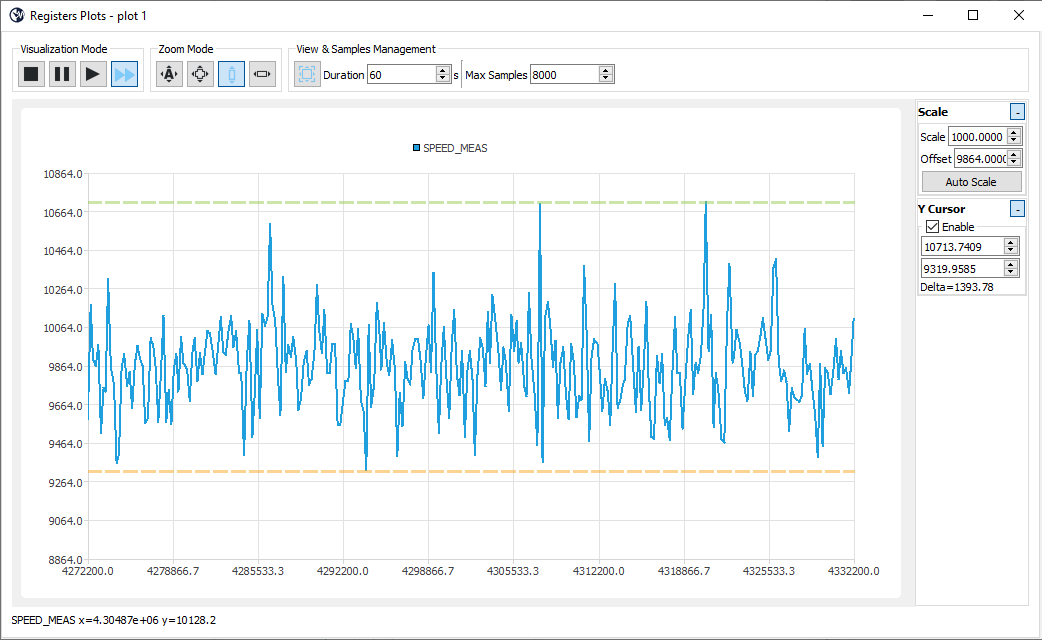 Registers Plots - plot 1
Visualization Mode
Zoom Mode
View & Samples Management
A
Duration 60 s
Max Samples 8000
SPEED_MEAS
10864.0
10664.0
10464.0
10264.0
10064.0
9864.0
9664.0
9464.0
9264.0
9064.0
8864.0
4272200.0 4278866.7 4285533.3 4292200.0 4298866.7 4305533.3 4312200.0 4318866.7 4325533.3 4332200.0
Scale
-
Scale 1000.0000
Offset 9864.0000
Auto Scale
Y Cursor
-
Enable
10713.7409
9319.9585
Delta=1393.78
SPEED_MEAS x=4.30487e+06 y=10128.2